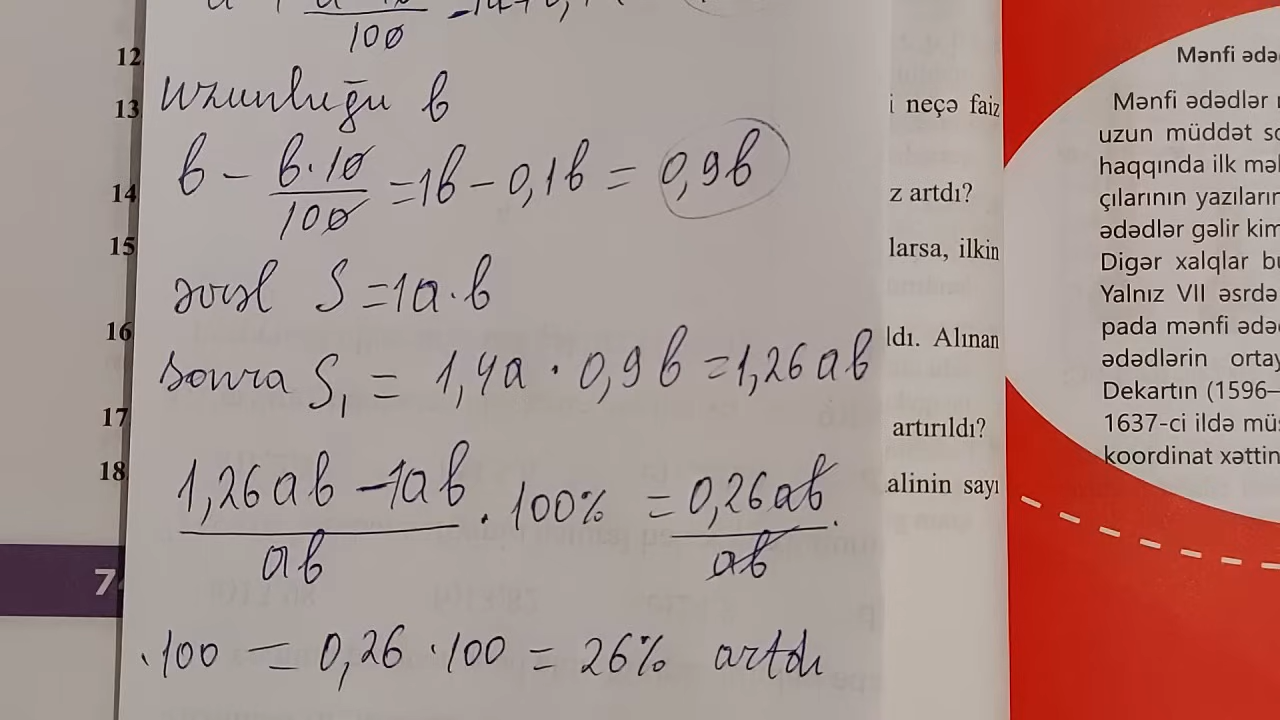 100
12
uzunluğu b
13
i neçə faiz
b - b·10/100 = 1b - 0,1b = 0,9b
14
z artdı?
15
əvvəl S = 1a·b
larsa, ilkin
16
sonra S₁ = 1,4a · 0,9b = 1,26ab
ldı. Alınan
17
artırıldı?
18
1,26ab - 1ab/ab · 100% = 0,26ab/ab ·
alinin sayı
·100 = 0,26·100 = 26% artdı
Mənfi ədə
Mənfi ədədlər
uzun müddət so
haqqında ilk mə
çılarının yazıların
ədədlər gəlir kim
Digər xalqlar b
Yalnız VII əsrdə
pada mənfi ədə
ədədlərin ortay
Dekartın (1596–
1637-ci ildə mü
koordinat xəttin
7